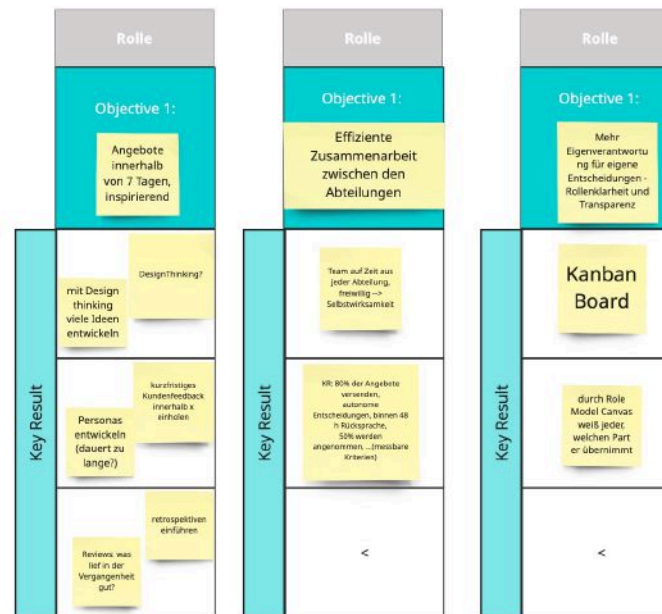 Rolle
Objective 1:
Angebote
innerhalb
von 7 Tagen,
inspirierend
Key Result
DesignThinking?
mit Design
thinking
viele Ideen
entwickeln
kurzfristiges
Kundenfeedback
innerhalb x
einholen
Personas
entwickeln
(dauert zu
lange?)
retrospektiven
einführen
Reviews: was
lief in der
Vergangenheit
gut?
Rolle
Objective 1:
Effiziente
Zusammenarbeit
zwischen den
Abteilungen
Key Result
Team auf Zeit aus
jeder Abteilung,
freiwillig -->
Selbstwirksamkeit
KR: 80% der Angebote
versenden,
autonome
Entscheidungen, binnen 48
h Rücksprache,
50% werden
angenommen, ...(messbare
Kriterien)
<
Rolle
Objective 1:
Mehr
Eigenverantwortu
ng für eigene
Entscheidungen -
Rollenklarheit und
Transparenz
Key Result
Kanban
Board
durch Role
Model Canvas
weiß jeder,
welchen Part
er übernimmt
<